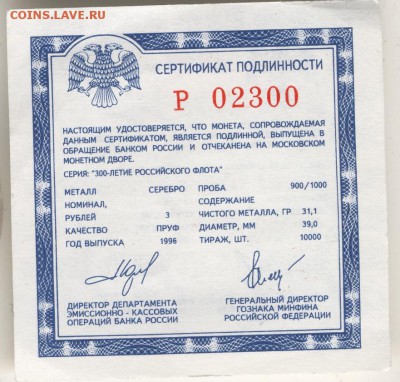 COINS.LAVE.RU
СЕРТИФИКАТ ПОДЛИННОСТИ
Р 02300
НАСТОЯЩИМ УДОСТОВЕРЯЕТСЯ, ЧТО МОНЕТА, СОПРОВОЖДАЕМАЯ
ДАННЫМ СЕРТИФИКАТОМ, ЯВЛЯЕТСЯ ПОДЛИННОЙ, ВЫПУЩЕНА В
ОБРАЩЕНИЕ БАНКОМ РОССИИ И ОТЧЕКАНЕНА НА МОСКОВСКОМ
МОНЕТНОМ ДВОРЕ.
СЕРИЯ: "300-ЛЕТИЕ РОССИЙСКОГО ФЛОТА"
МЕТАЛЛ СЕРЕБРО ПРОБА 900/1000
НОМИНАЛ, СОДЕРЖАНИЕ
РУБЛЕЙ 3 ЧИСТОГО МЕТАЛЛА, ГР 31,1
КАЧЕСТВО ПРУФ ДИАМЕТР, ММ 39,0
ГОД ВЫПУСКА 1996 ТИРАЖ, ШТ. 10000
ДИРЕКТОР ДЕПАРТАМЕНТА ГЕНЕРАЛЬНЫЙ ДИРЕКТОР
ЭМИССИОННО - КАССОВЫХ ГОЗНАКА МИНФИНА
ОПЕРАЦИЙ БАНКА РОССИИ РОССИЙСКОЙ ФЕДЕРАЦИИ